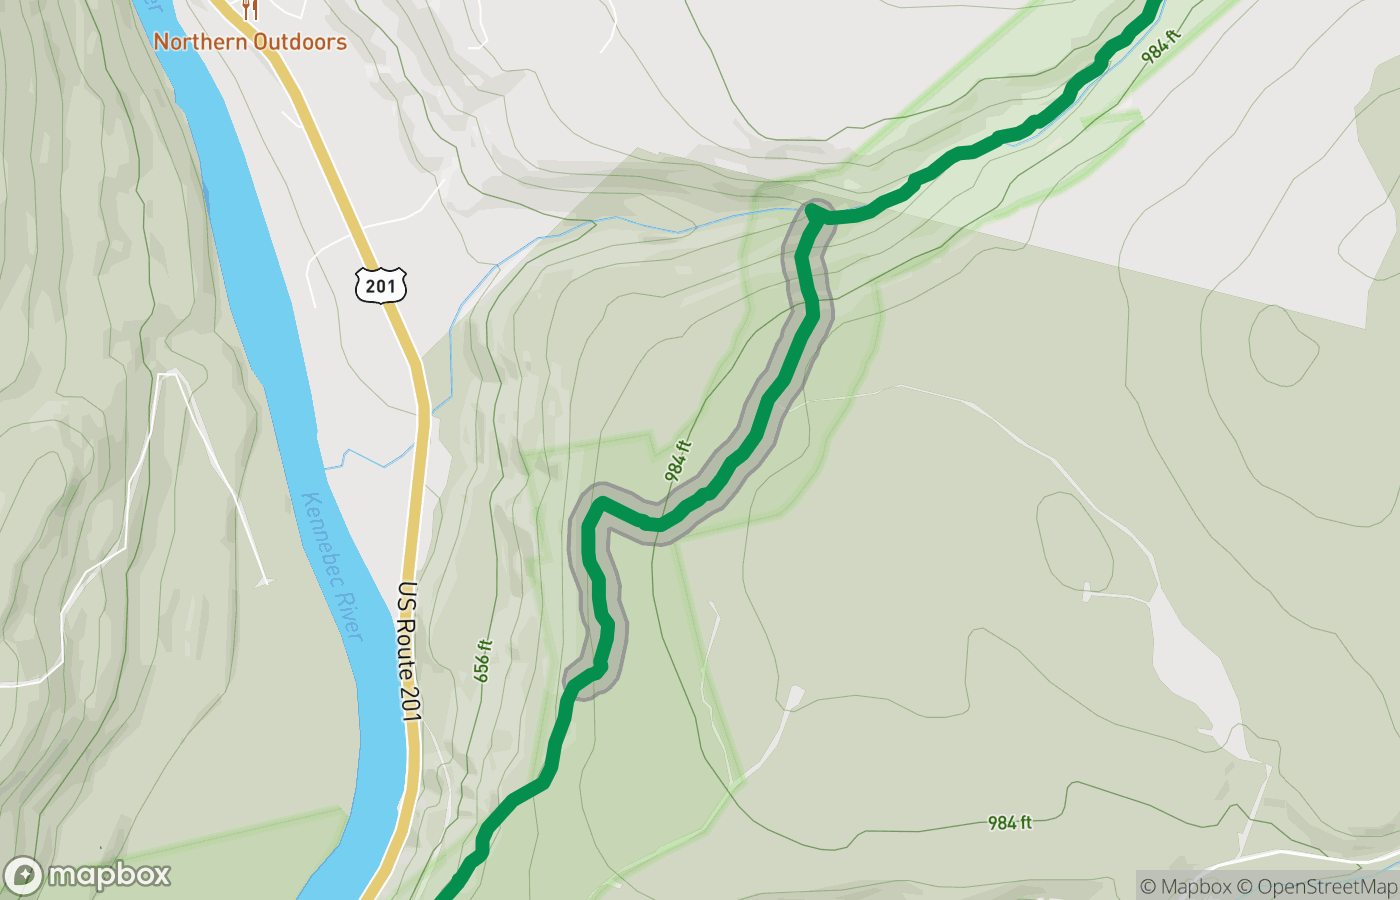 er
Northern Outdoors
984 ft
201
984 ft
Kennebec River
US Route 201
656 ft
984 ft
mapbox
© Mapbox © OpenStreetMap